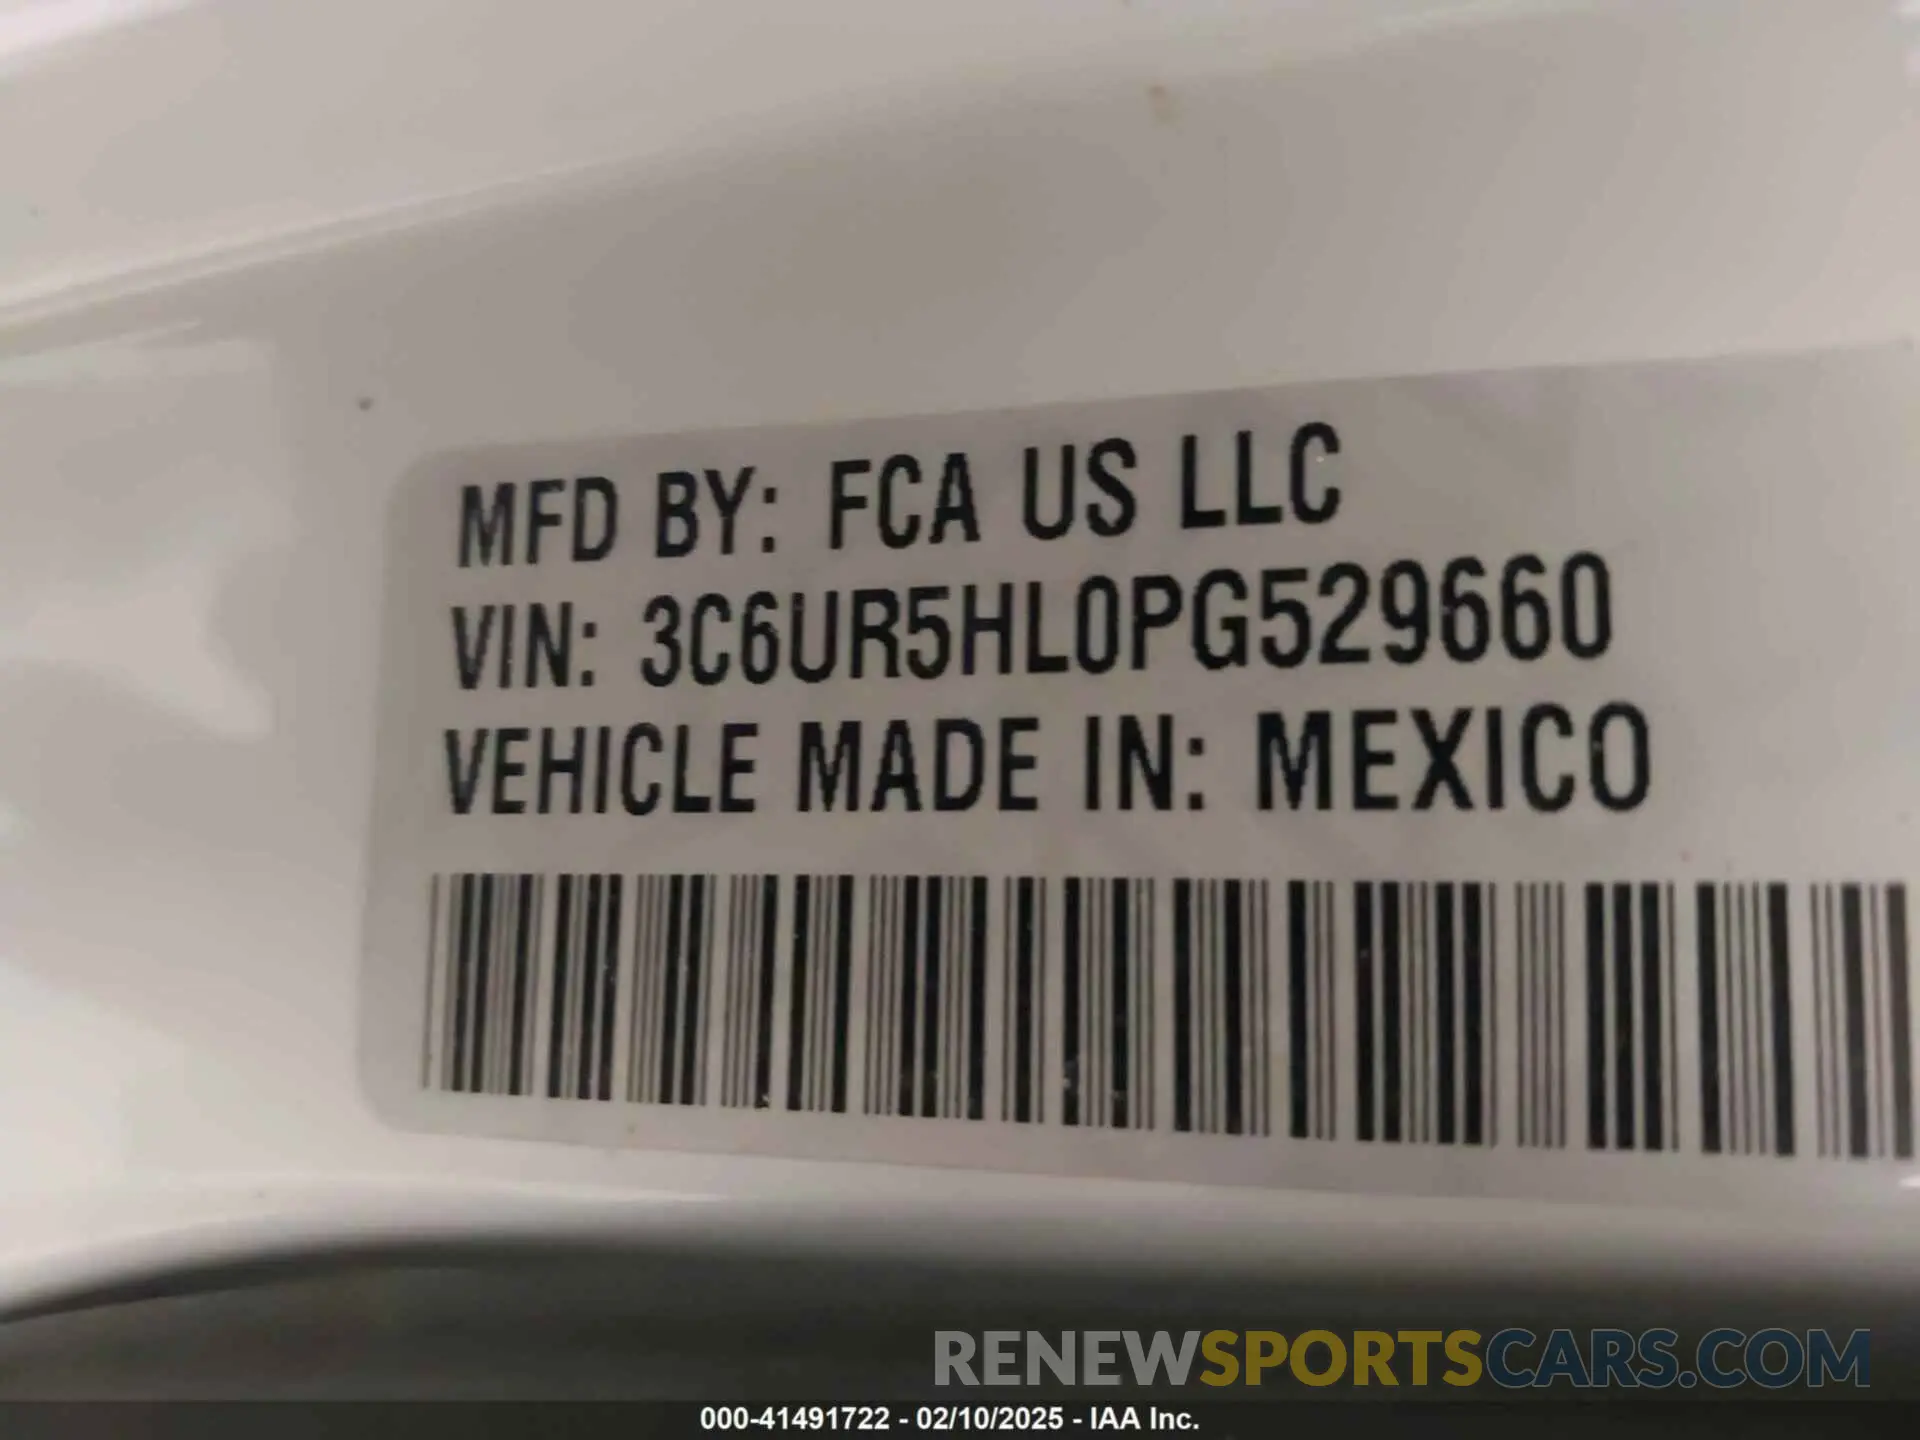 MFD BY: FCA US LLC
VIN: 3C6UR5HL0PG529660
VEHICLE MADE IN: MEXICO
RENEWSPORTSCARS.COM
000-41491722 - 02/10/2025 - IAA Inc.